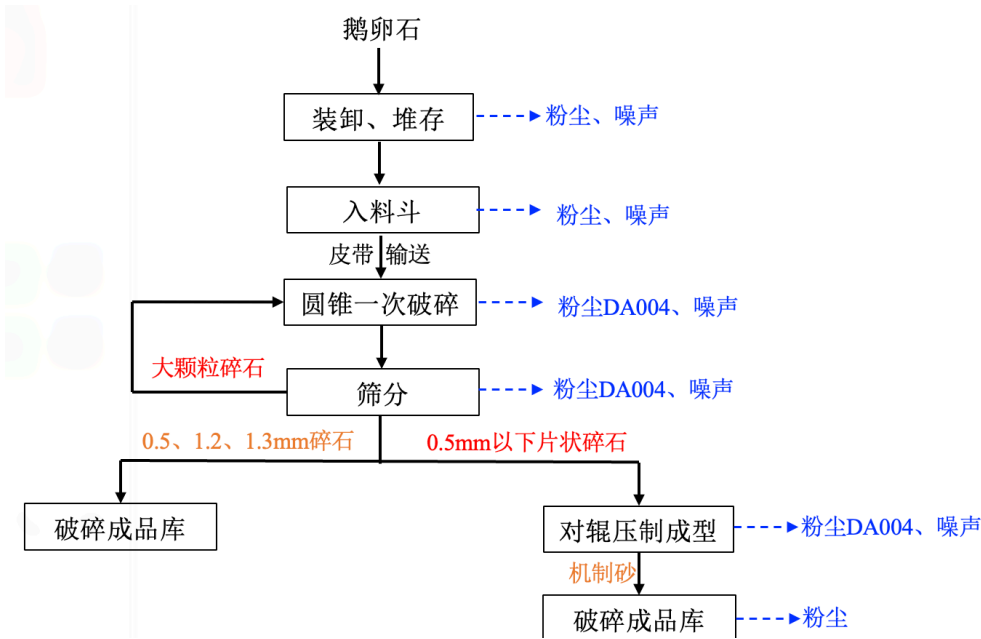 鹅卵石
装卸、堆存
粉尘、噪声
入料斗
粉尘、噪声
皮带 输送
圆锥一次破碎
粉尘DA004、噪声
大颗粒碎石
筛分
粉尘DA004、噪声
0.5、1.2、1.3mm碎石
0.5mm以下片状碎石
破碎成品库
对辊压制成型
粉尘DA004、噪声
机制砂
破碎成品库
粉尘